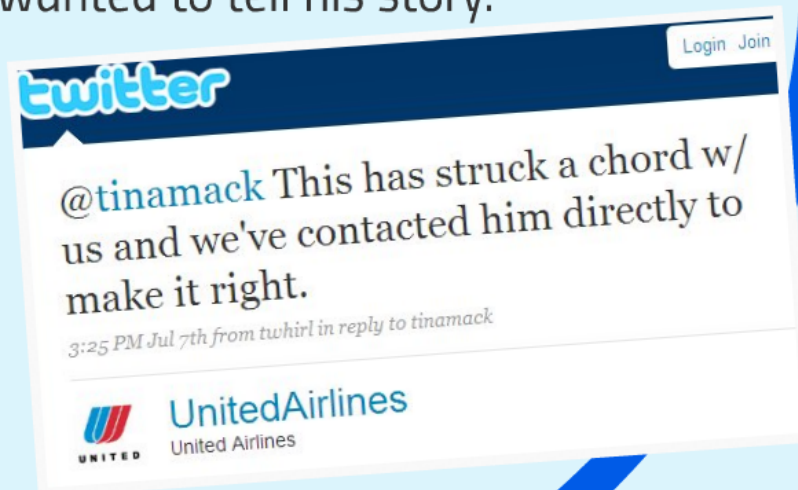 wanted to tell his story.
twitter
Login Join
@tinamack This has struck a chord w/
us and we've contacted him directly to
make it right.
3:25 PM Jul 7th from twhirl in reply to tinamack
UnitedAirlines
United Airlines
UNITED